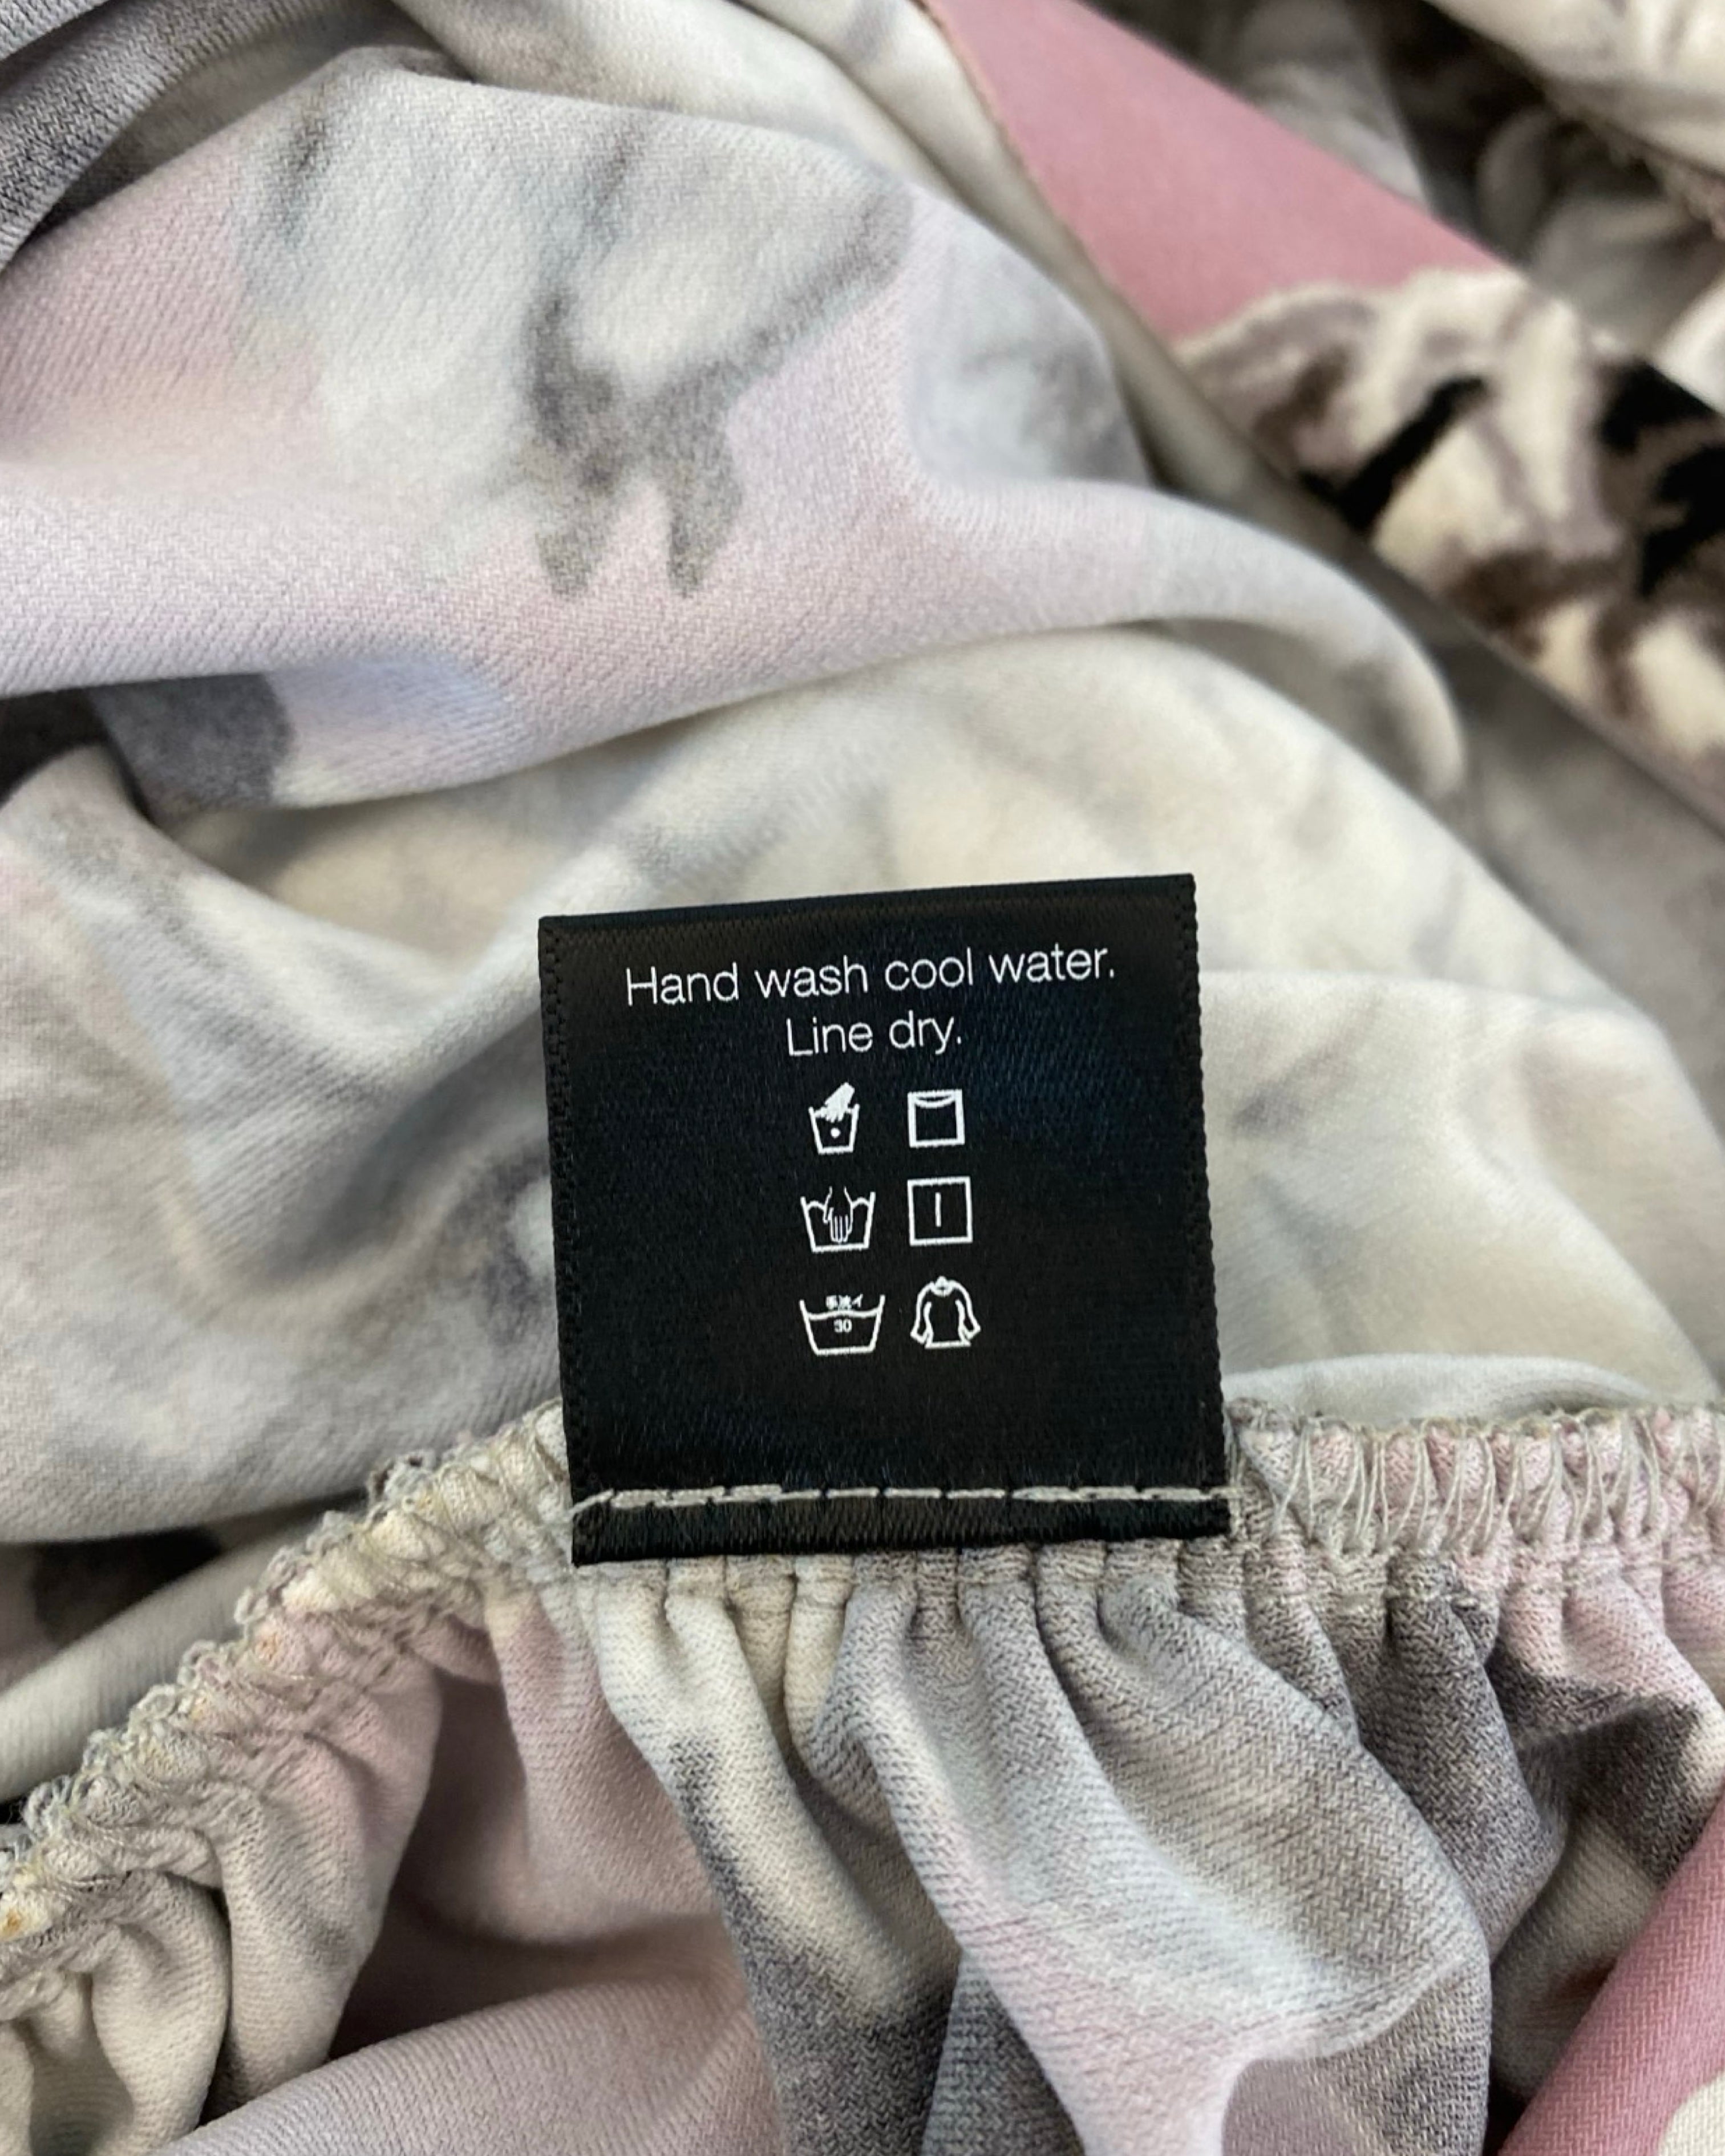 Hand wash cool water.
Line dry.
手洗イ
30